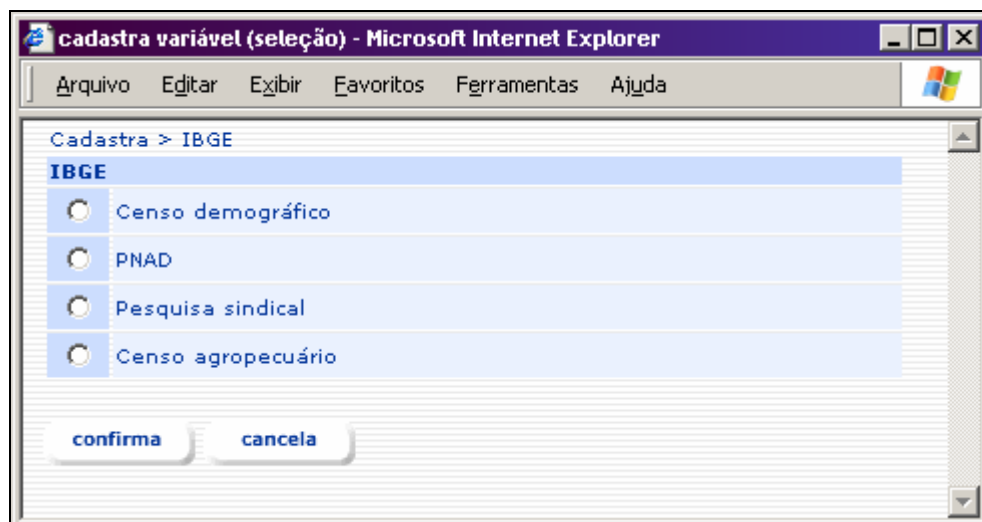 cadastra variável (seleção) - Microsoft Internet Explorer
Arquivo Editar Exibir Favoritos Ferramentas Ajuda
Cadastra > IBGE
IBGE
Censo demográfico
PNAD
Pesquisa sindical
Censo agropecuário
confirma cancela